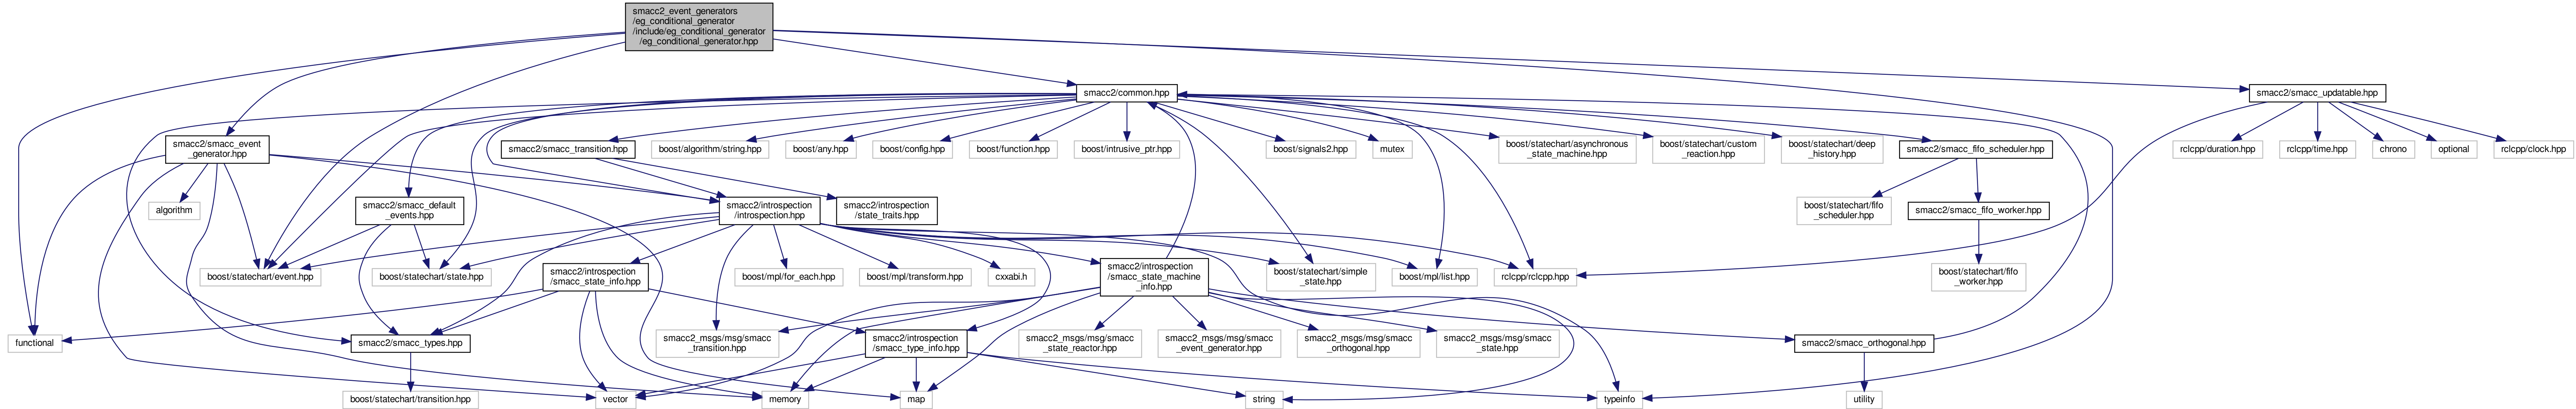 smacc2_event_generators
/eg_conditional_generator
/include/eg_conditional_generator
/eg_conditional_generator.hpp
smacc2/common.hpp
smacc2/smacc_updatable.hpp
smacc2/smacc_event
_generator.hpp
smacc2/smacc_transition.hpp
boost/algorithm/string.hpp
boost/any.hpp
boost/config.hpp
boost/function.hpp
boost/intrusive_ptr.hpp
boost/signals2.hpp
mutex
boost/statechart/asynchronous
_state_machine.hpp
boost/statechart/custom
_reaction.hpp
boost/statechart/deep
_history.hpp
smacc2/smacc_fifo_scheduler.hpp
rclcpp/duration.hpp
rclcpp/time.hpp
chrono
optional
rclcpp/clock.hpp
algorithm
smacc2/smacc_default
_events.hpp
smacc2/introspection
/introspection.hpp
smacc2/introspection
/state_traits.hpp
boost/statechart/fifo
_scheduler.hpp
smacc2/smacc_fifo_worker.hpp
boost/statechart/event.hpp
boost/statechart/state.hpp
smacc2/introspection
/smacc_state_info.hpp
boost/mpl/for_each.hpp
boost/mpl/transform.hpp
cxxabi.h
smacc2/introspection
/smacc_state_machine
_info.hpp
boost/statechart/simple
_state.hpp
boost/mpl/list.hpp
rclcpp/rclcpp.hpp
boost/statechart/fifo
_worker.hpp
functional
smacc2/smacc_types.hpp
smacc2_msgs/msg/smacc
_transition.hpp
smacc2/introspection
/smacc_type_info.hpp
smacc2_msgs/msg/smacc
_state_reactor.hpp
smacc2_msgs/msg/smacc
_event_generator.hpp
smacc2_msgs/msg/smacc
_orthogonal.hpp
smacc2_msgs/msg/smacc
_state.hpp
smacc2/smacc_orthogonal.hpp
boost/statechart/transition.hpp
vector
memory
map
string
typeinfo
utility